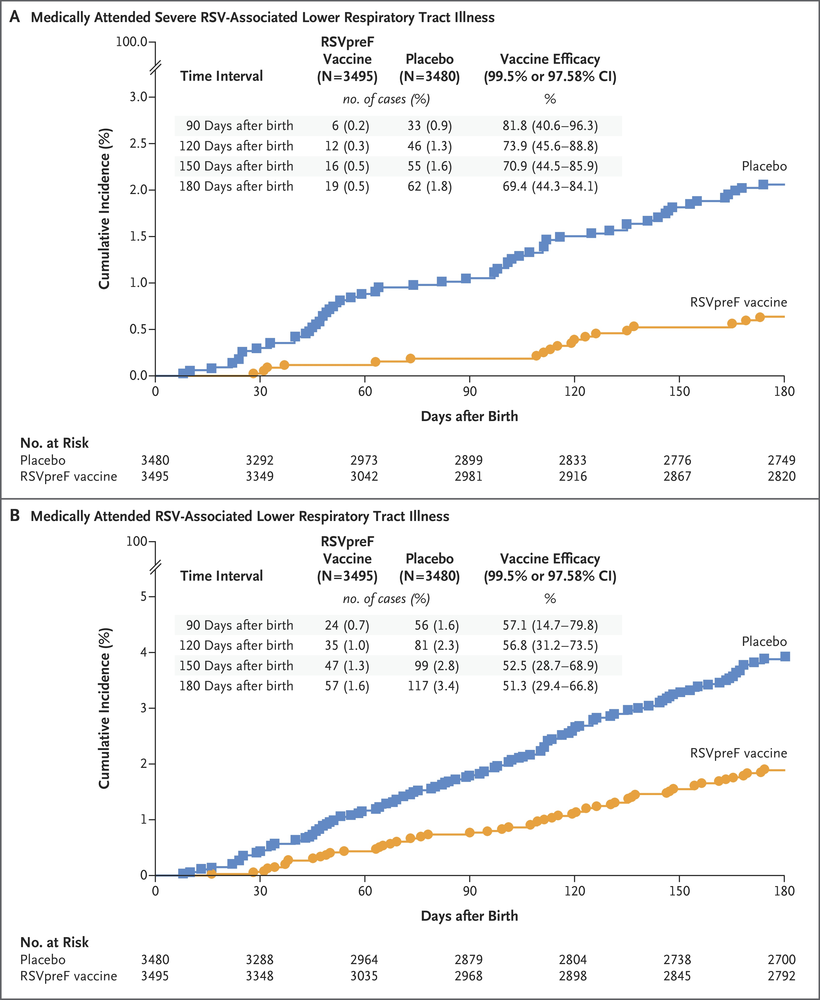 A Medically Attended Severe RSV-Associated Lower Respiratory Tract Illness
RSVpreF
Vaccine Placebo Vaccine Efficacy
Time Interval (N=3495) (N=3480) (99.5% or 97.58% CI)
no. of cases (%) %
90 Days after birth 6 (0.2) 33 (0.9) 81.8 (40.6–96.3)
120 Days after birth 12 (0.3) 46 (1.3) 73.9 (45.6–88.8)
150 Days after birth 16 (0.5) 55 (1.6) 70.9 (44.5–85.9)
180 Days after birth 19 (0.5) 62 (1.8) 69.4 (44.3–84.1)
Cumulative Incidence (%)
100.0
3.0
2.5
2.0
1.5
1.0
0.5
0.0
Placebo
RSVpreF vaccine
0 30 60 90 120 150 180
Days after Birth
No. at Risk
Placebo 3480 3292 2973 2899 2833 2776 2749
RSVpreF vaccine 3495 3349 3042 2981 2916 2867 2820
B Medically Attended RSV-Associated Lower Respiratory Tract Illness
RSVpreF
Vaccine Placebo Vaccine Efficacy
Time Interval (N=3495) (N=3480) (99.5% or 97.58% CI)
no. of cases (%) %
90 Days after birth 24 (0.7) 56 (1.6) 57.1 (14.7–79.8)
120 Days after birth 35 (1.0) 81 (2.3) 56.8 (31.2–73.5)
150 Days after birth 47 (1.3) 99 (2.8) 52.5 (28.7–68.9)
180 Days after birth 57 (1.6) 117 (3.4) 51.3 (29.4–66.8)
Cumulative Incidence (%)
100
5
4
3
2
1
0
Placebo
RSVpreF vaccine
0 30 60 90 120 150 180
Days after Birth
No. at Risk
Placebo 3480 3288 2964 2879 2804 2738 2700
RSVpreF vaccine 3495 3348 3035 2968 2898 2845 2792